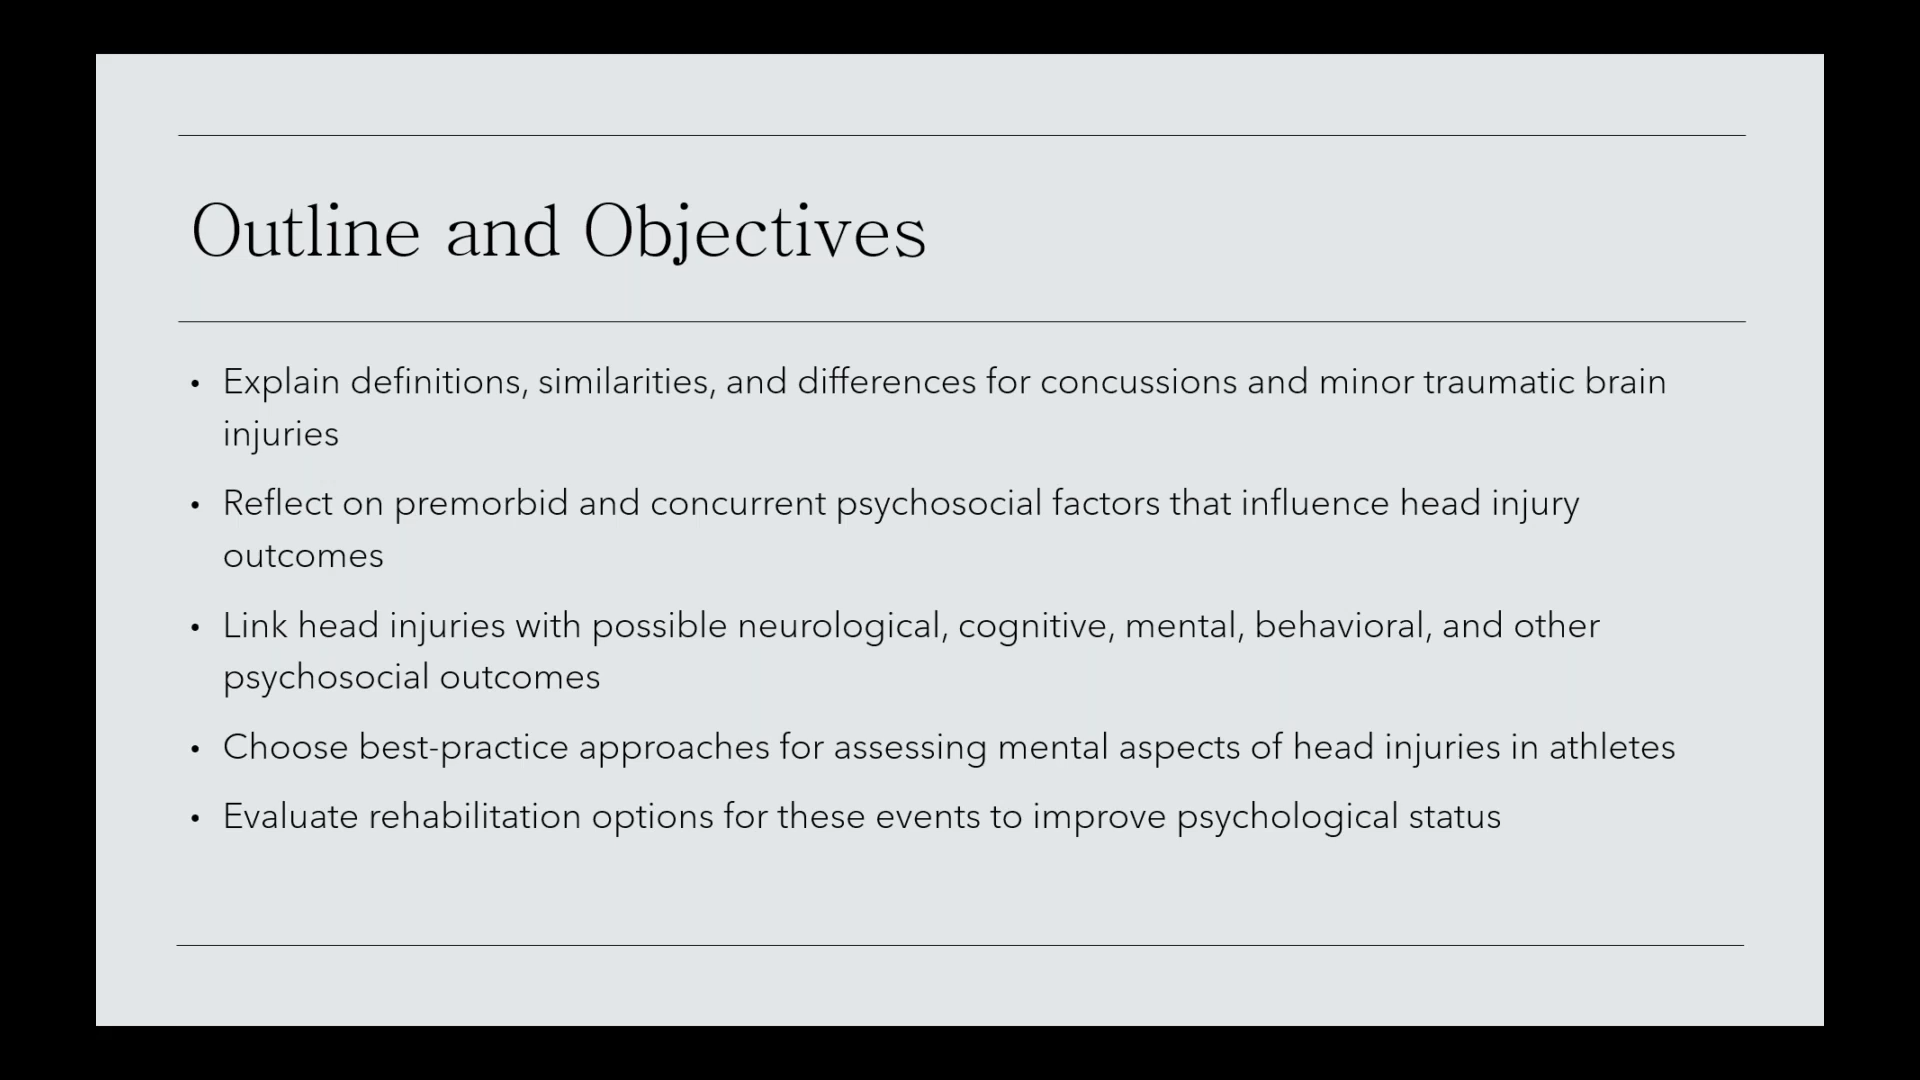 Outline and Objectives
• Explain definitions, similarities, and differences for concussions and minor traumatic brain
injuries
• Reflect on premorbid and concurrent psychosocial factors that influence head injury
outcomes
• Link head injuries with possible neurological, cognitive, mental, behavioral, and other
psychosocial outcomes
• Choose best-practice approaches for assessing mental aspects of head injuries in athletes
• Evaluate rehabilitation options for these events to improve psychological status